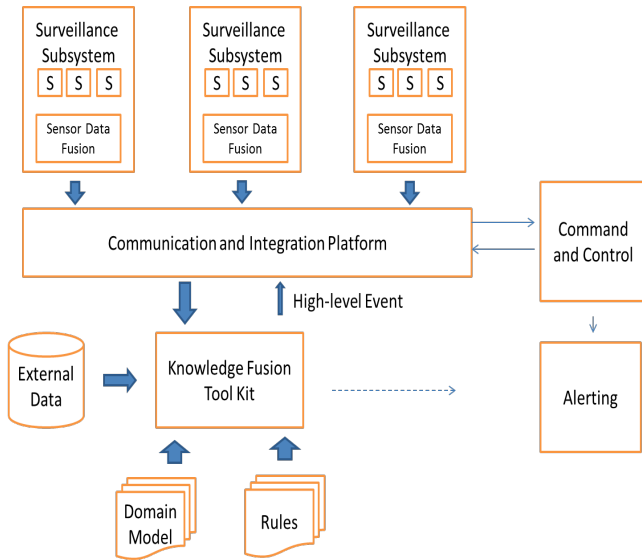 Surveillance
Subsystem
S S S
Sensor Data
Fusion
Surveillance
Subsystem
S S S
Sensor Data
Fusion
Surveillance
Subsystem
S S S
Sensor Data
Fusion
Communication and Integration Platform
Command
and Control
High-level Event
External
Data
Knowledge Fusion
Tool Kit
Alerting
Domain
Model
Rules